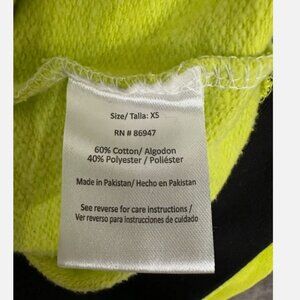 Size/ Talla: XS
RN # 86947
60% Cotton/ Algodon
40% Polyester / Poliéster
Made in Pakistan/ Hecho en Pakistan
See reverse for care instructions /
Ver reverso para instrucciones de cuidado